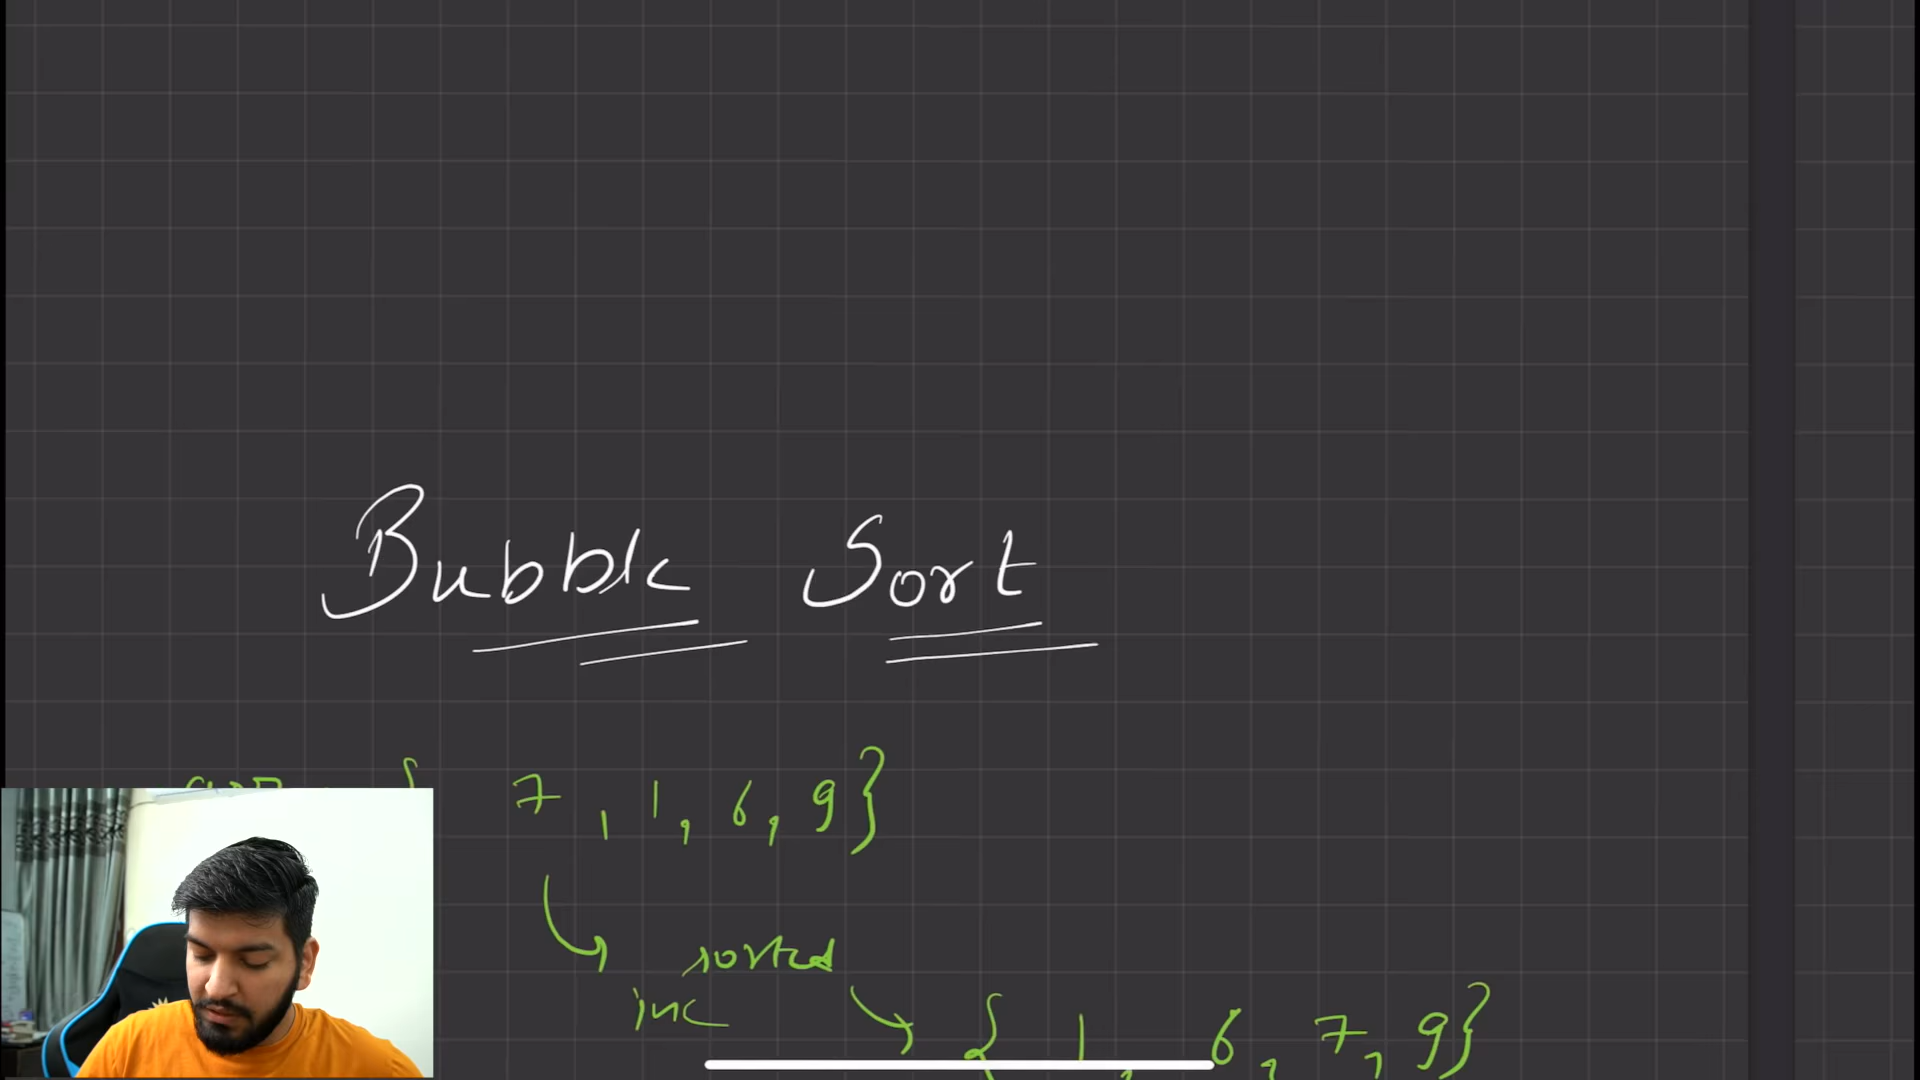 Bubble Sort
7, 1, 6, 9}
sorted
inc
{ 1, 6, 7, 9}